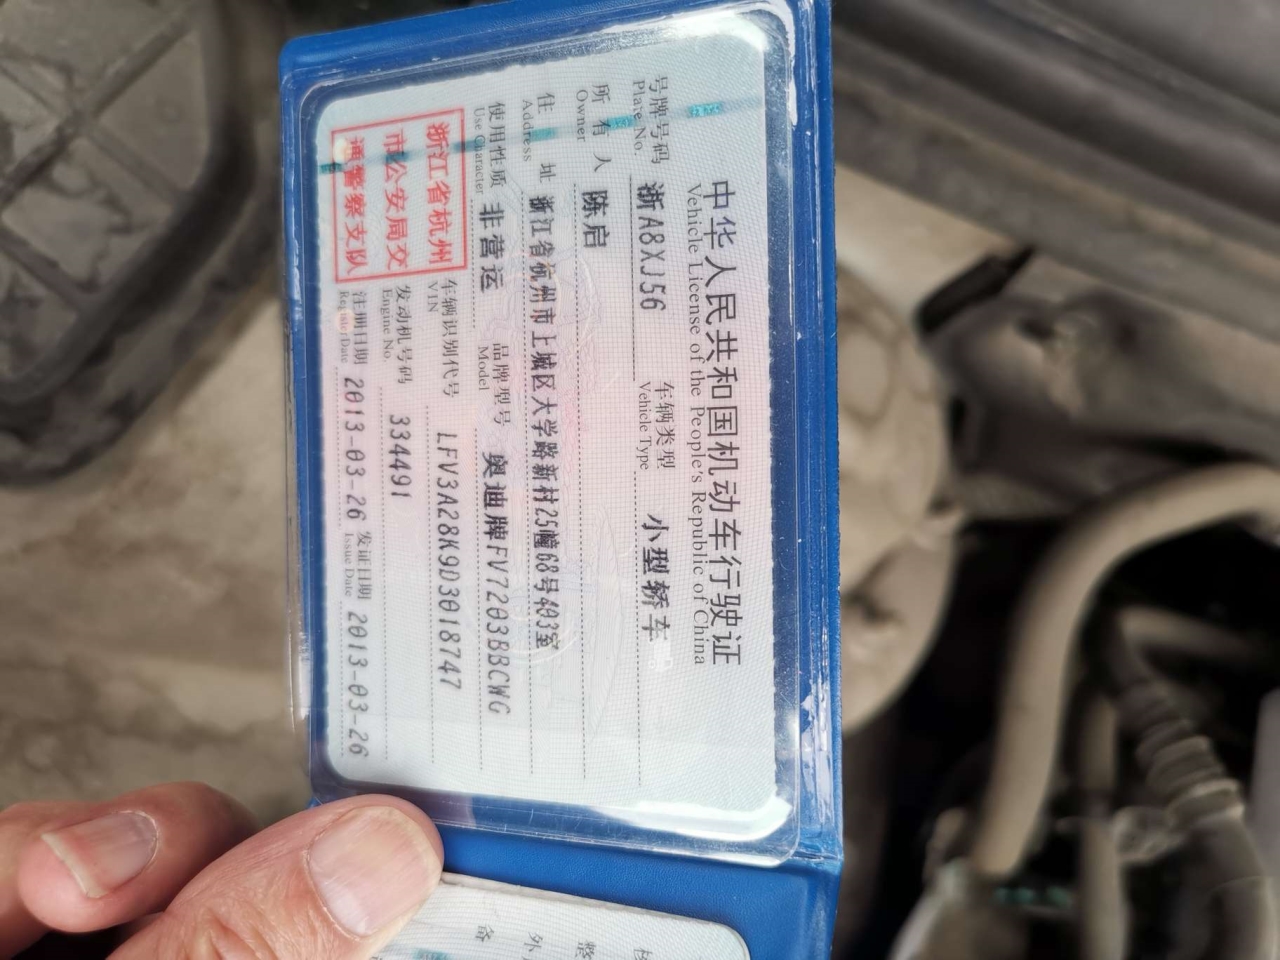 中华人民共和国机动车行驶证
Vehicle License of the People's Republic of China
号牌号码 浙A8XJ56 车辆类型 小型轿车
Plate No. Vehicle Type
所有人 陈启
Owner
住址 浙江省杭州市上城区大学路新村25幢68号403室
Address
使用性质 非营运 品牌型号 奥迪牌FV7203BBCWG
Use Character Model
浙江省杭州
市公安局交
通警察支队
车辆识别代号 LFV3A28K9D3018747
VIN
发动机号码 334491
Engine No.
注册日期 2013-03-26 发证日期 2013-03-26
Register Date Issue Date
核
整
外
备